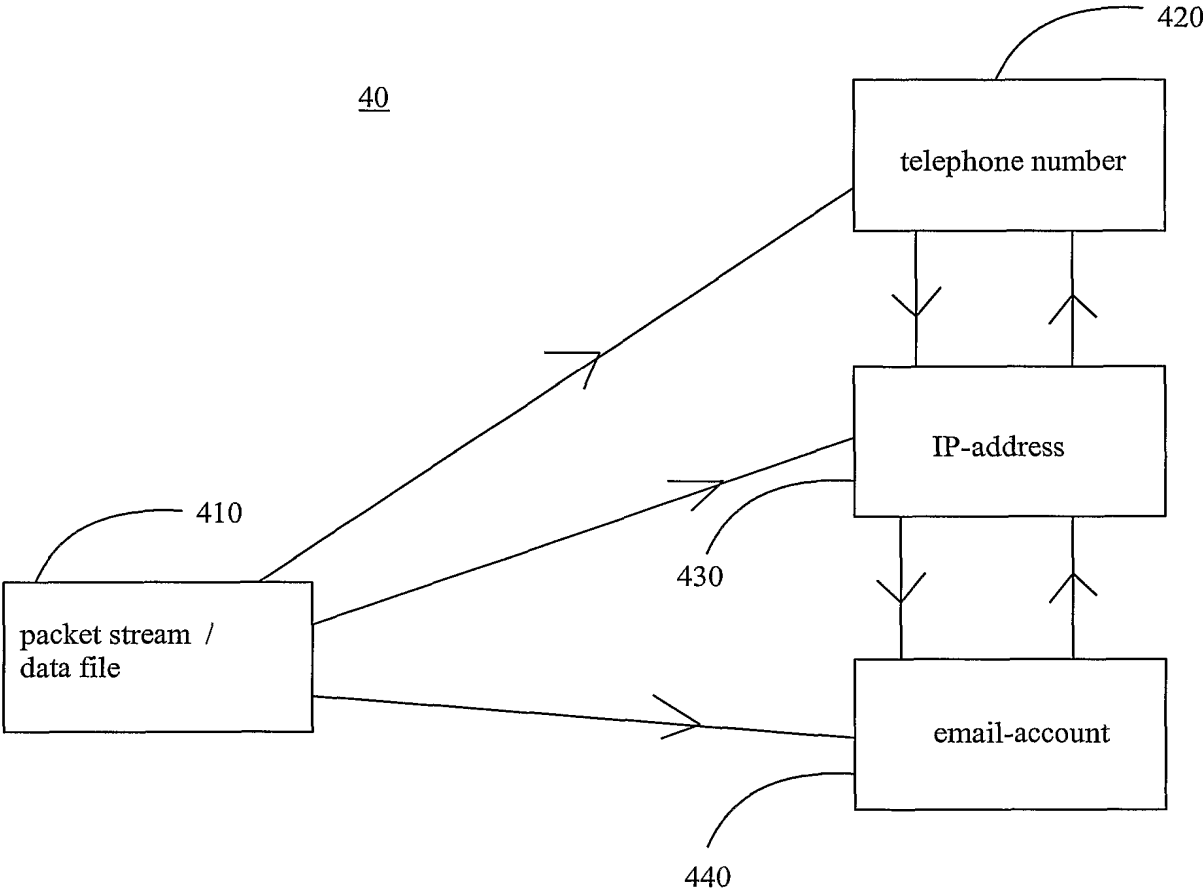 420
40
telephone number
IP-address
410
430
packet stream /
data file
email-account
440